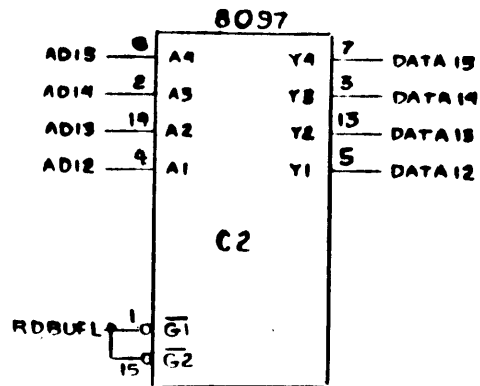 8097
AD15 6 A4 Y4 7 DATA 15
AD14 2 A3 Y3 3 DATA 14
AD13 14 A2 Y2 13 DATA 13
AD12 4 A1 Y1 5 DATA 12
C2
RDBUFL 1 G1
15 G2